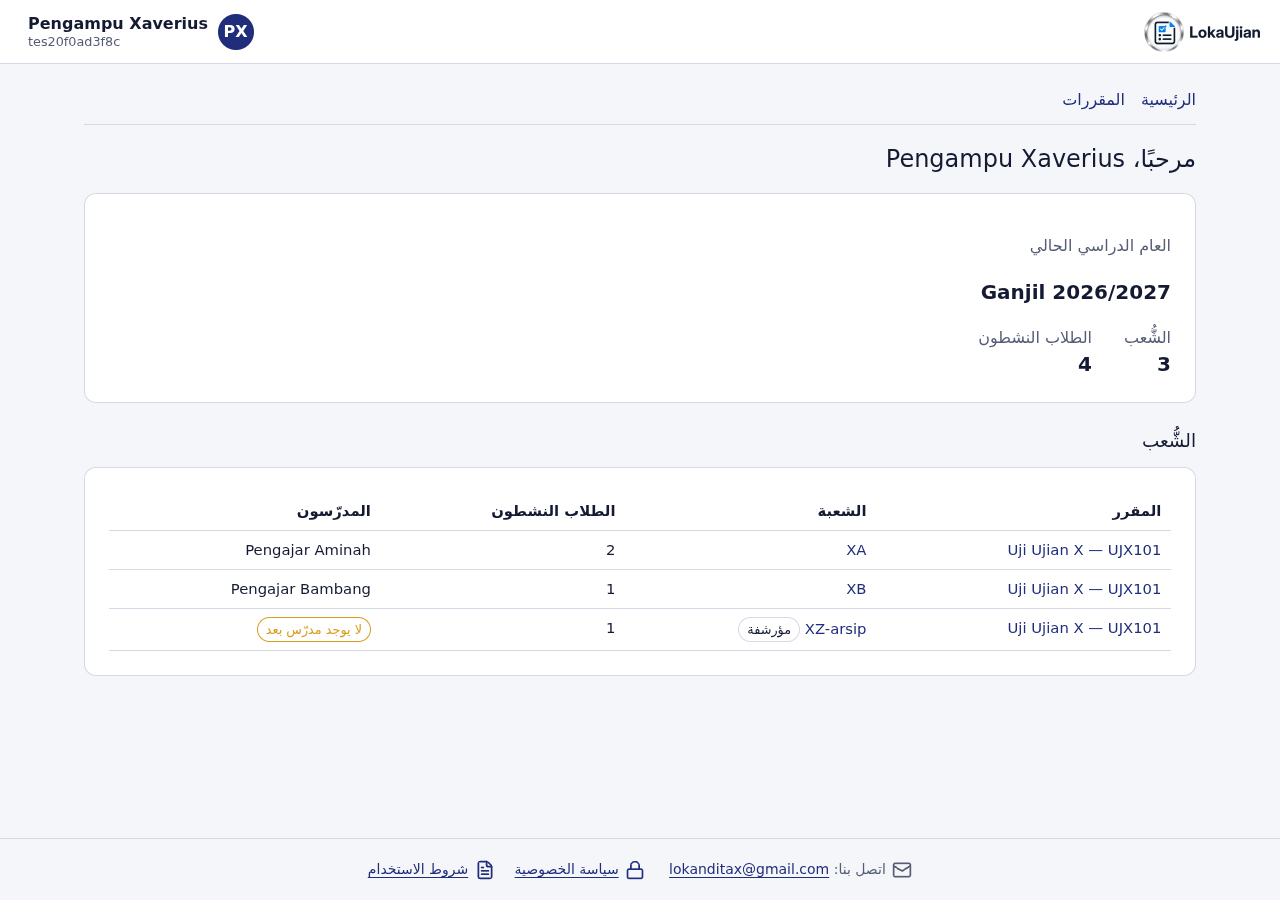 LokaUjian
Pengampu Xaverius
tes20f0ad3f8c
PX
الرئيسية المقررات
مرحبًا، Pengampu Xaverius
العام الدراسي الحالي
Ganjil 2026/2027
الشُّعب الطلاب النشطون
3 4
الشُّعب
المقرر الشعبة الطلاب النشطون المدرّسون
Uji Ujian X — UJX101 XA 2 Pengajar Aminah
Uji Ujian X — UJX101 XB 1 Pengajar Bambang
Uji Ujian X — UJX101 XZ-arsip مؤرشفة 1 لا يوجد مدرّس بعد
اتصل بنا: lokanditax@gmail.com سياسة الخصوصية شروط الاستخدام